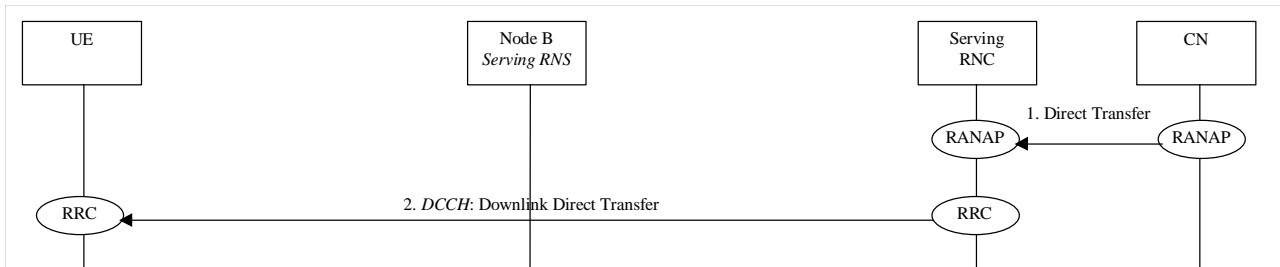 UE
Node B
Serving RNS
Serving
RNC
CN
1. Direct Transfer
RANAP
RANAP
2. DCCH: Downlink Direct Transfer
RRC
RRC